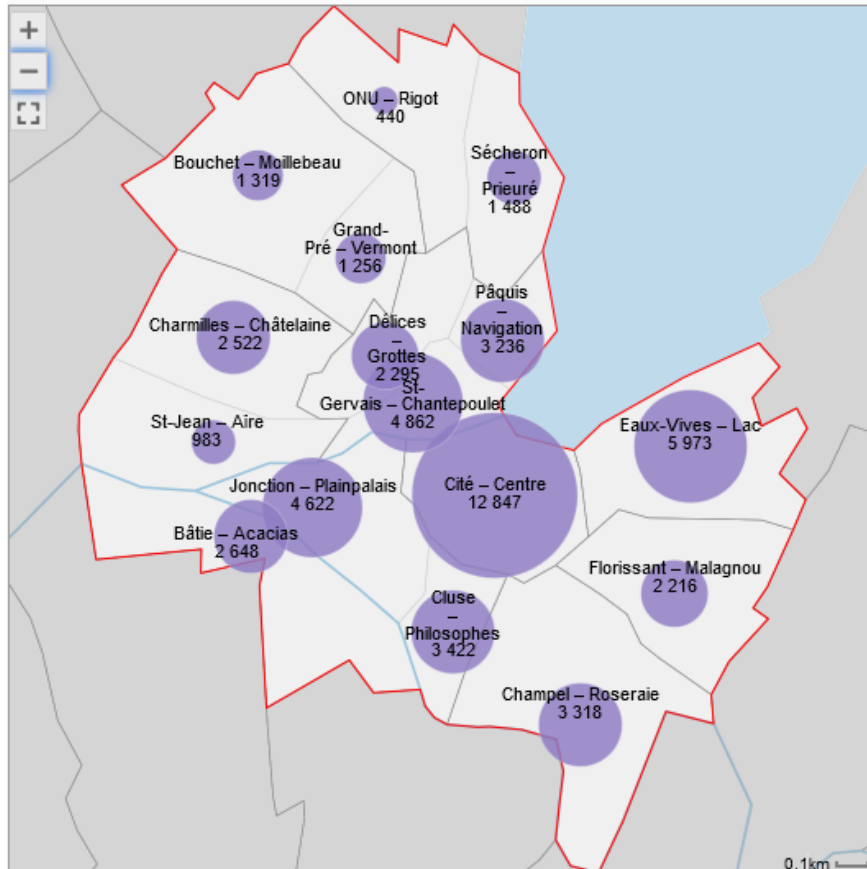 +
−
ONU – Rigot
440
Bouchet – Moillebeau
1 319
Sécheron
–
Prieuré
1 488
Grand-
Pré – Vermont
1 256
Pâquis
–
Navigation
3 236
Charmilles – Châtelaine
2 522
Délices
–
Grottes
2 295
St-
Gervais – Chantepoulet
4 862
St-Jean – Aïre
983
Eaux-Vives – Lac
5 973
Jonction – Plainpalais
4 622
Cité – Centre
12 847
Bâtie – Acacias
2 648
Florissant – Malagnou
2 216
Cluse
–
Philosophes
3 422
Champel – Roseraie
3 318
0.1km